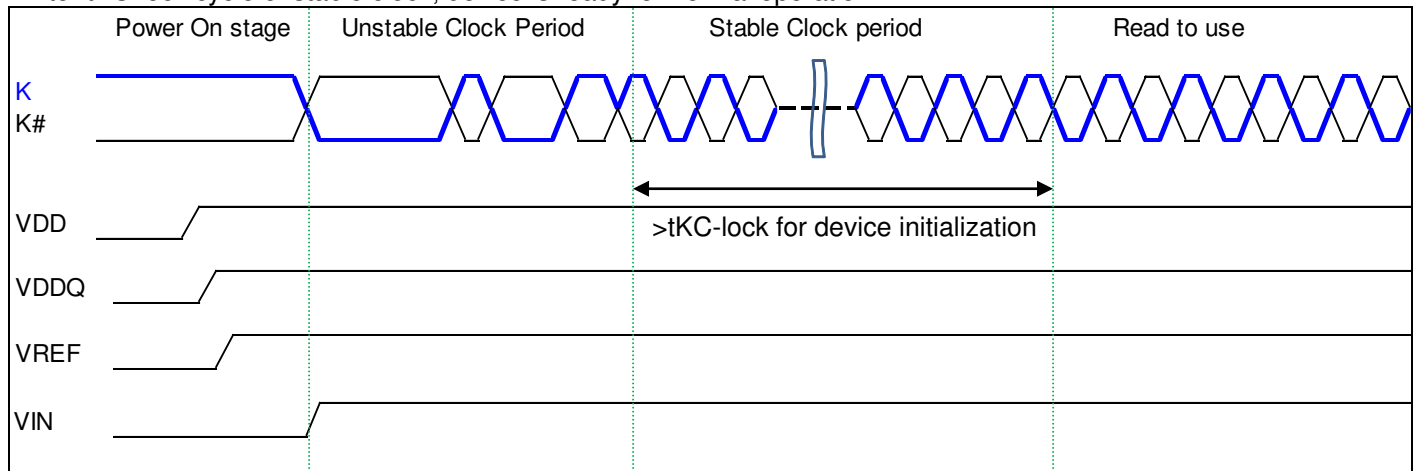 Power On stage Unstable Clock Period Stable Clock period Read to use
K
K#
VDD
>tKC-lock for device initialization
VDDQ
VREF
VIN